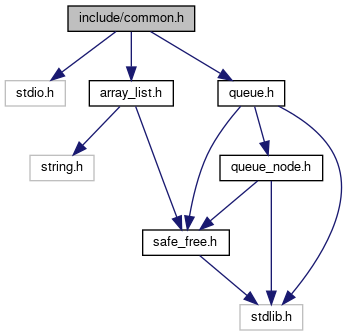 include/common.h
stdio.h
array_list.h
queue.h
string.h
queue_node.h
safe_free.h
stdlib.h